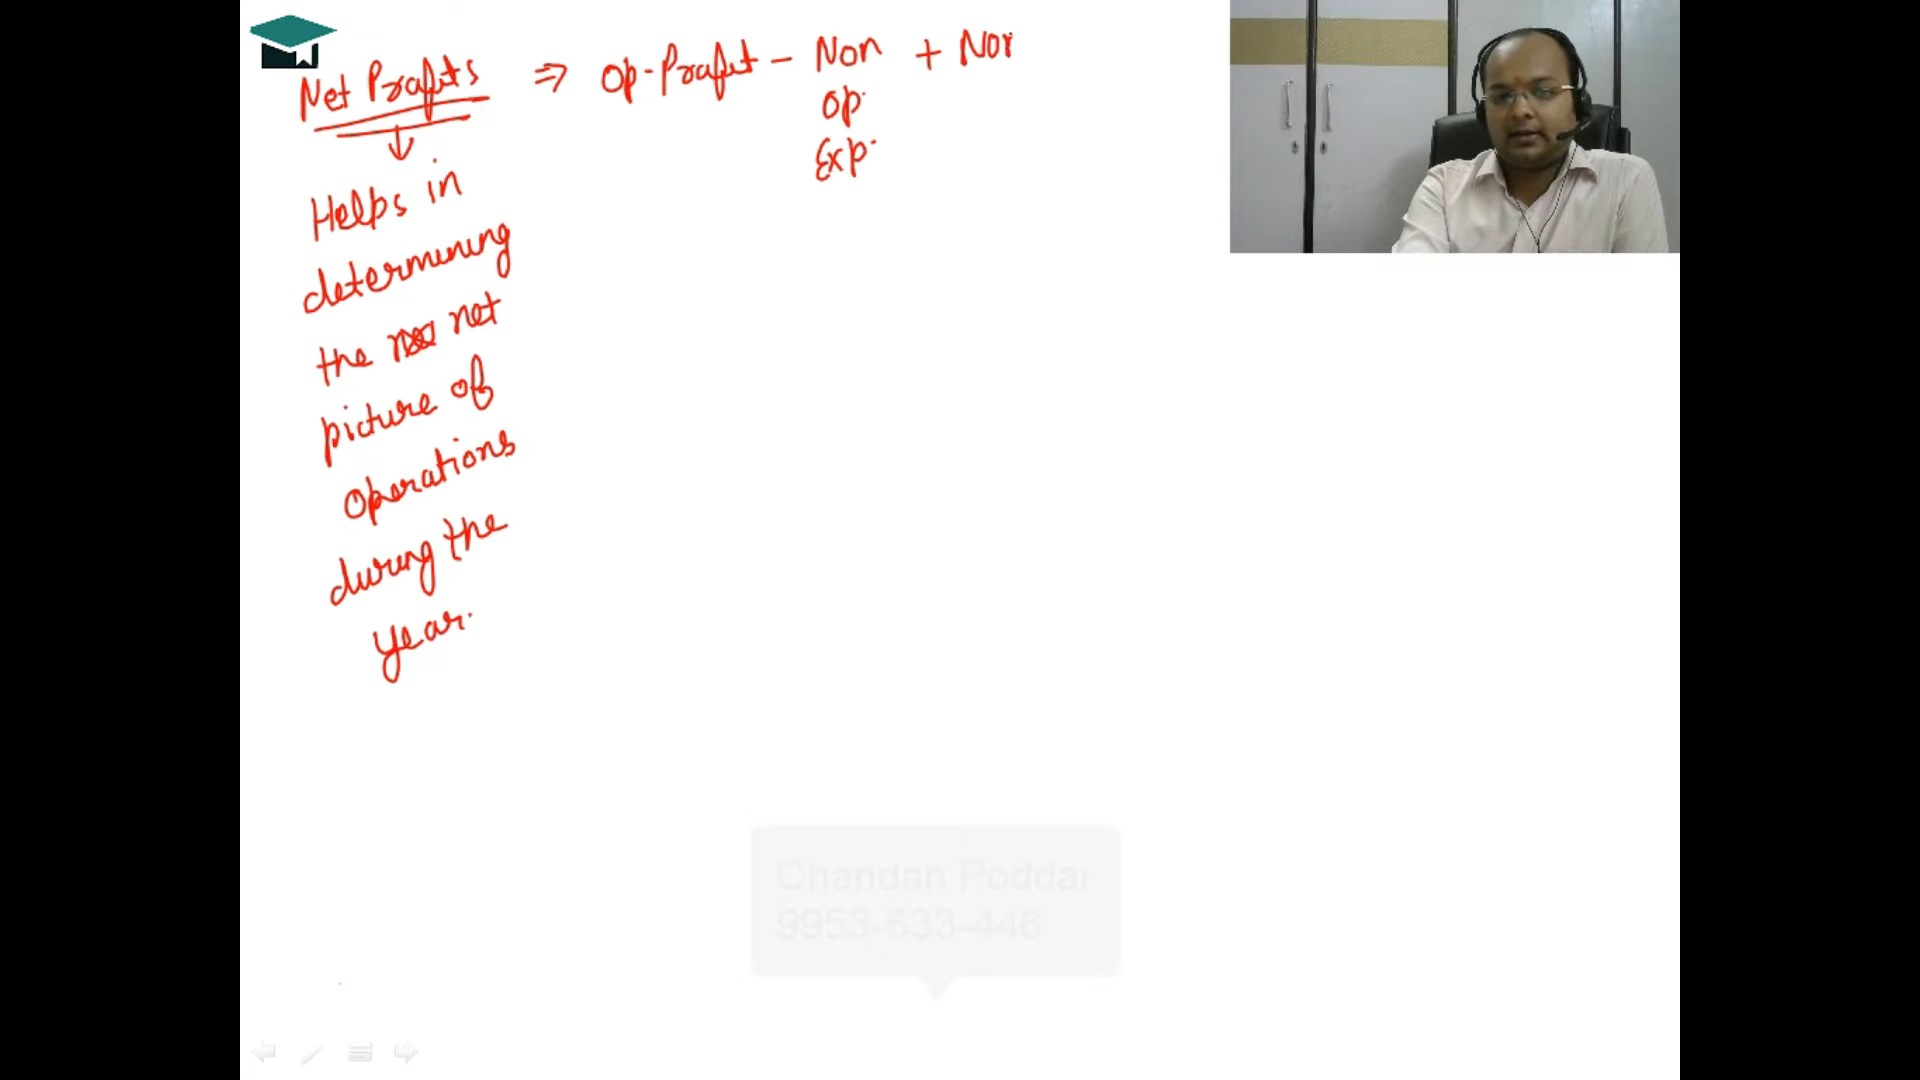 Net Profits ⇒ Op. Profit - Non + Non
Op.
Exp.
Helps in
determining
the net
picture of
operations
during the
year.
Chandan Poddar
9953-633-448